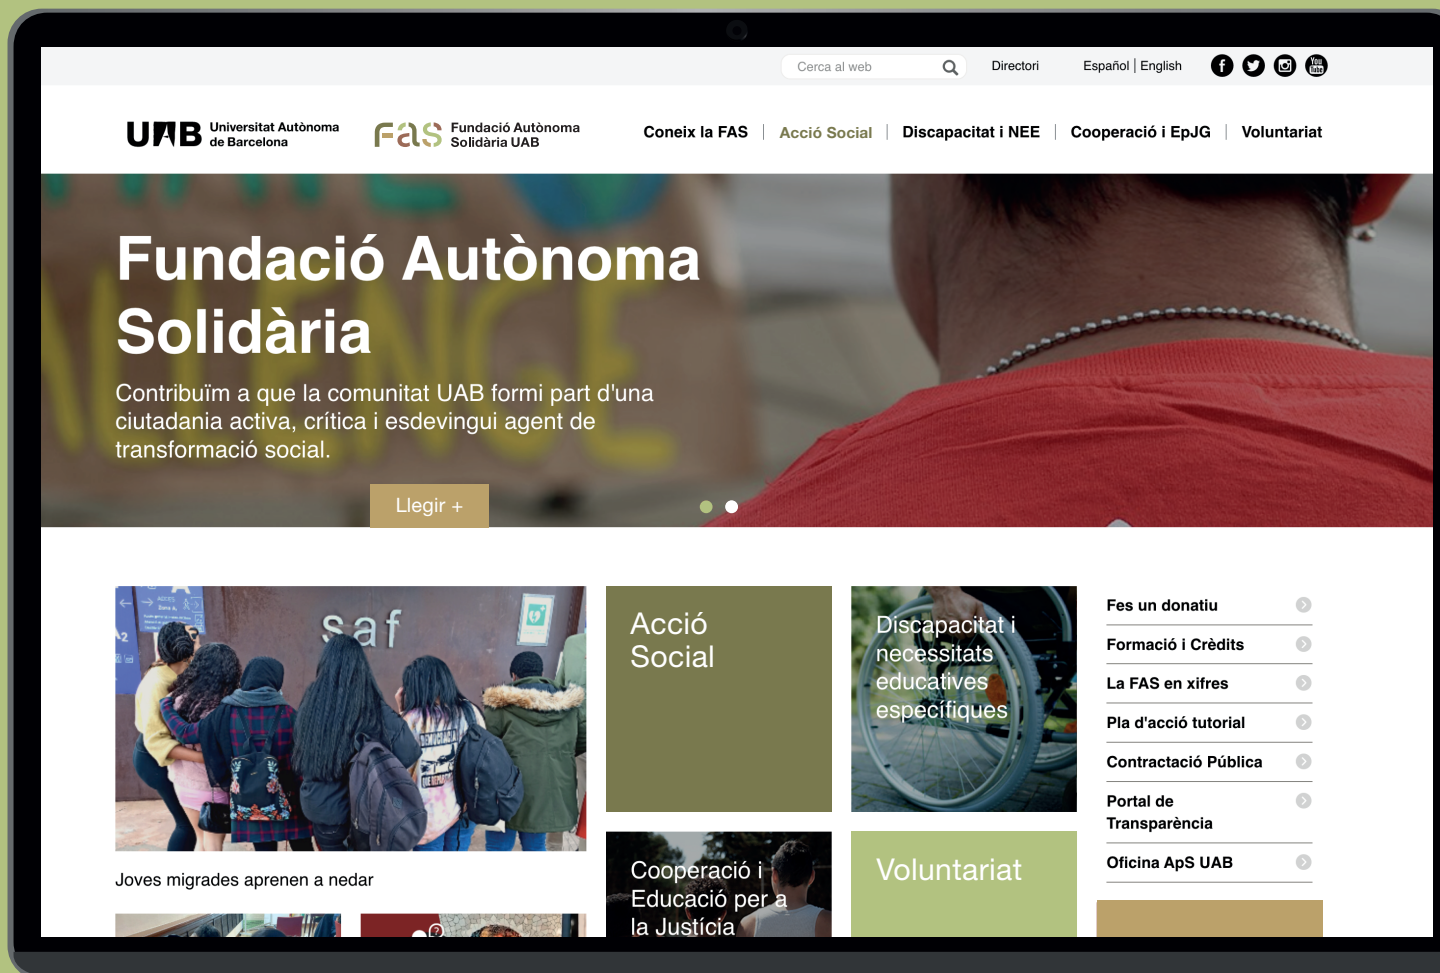 Cerca al web
Directori
Español | English
You
Tube
UAB Universitat Autònoma
de Barcelona
Fas Fundació Autònoma
Solidària UAB
Coneix la FAS | Acció Social | Discapacitat i NEE | Cooperació i EpJG | Voluntariat
Fundació Autònoma
Solidària
Contribuïm a que la comunitat UAB formi part d'una
ciutadania activa, crítica i esdevingui agent de
transformació social.
Llegir +
saf
Joves migrades aprenen a nedar
Acció
Social
Discapacitat i
necessitats
educatives
específiques
Cooperació i
Educació per a
la Justícia
Voluntariat
Fes un donatiu
Formació i Crèdits
La FAS en xifres
Pla d'acció tutorial
Contractació Pública
Portal de
Transparència
Oficina ApS UAB